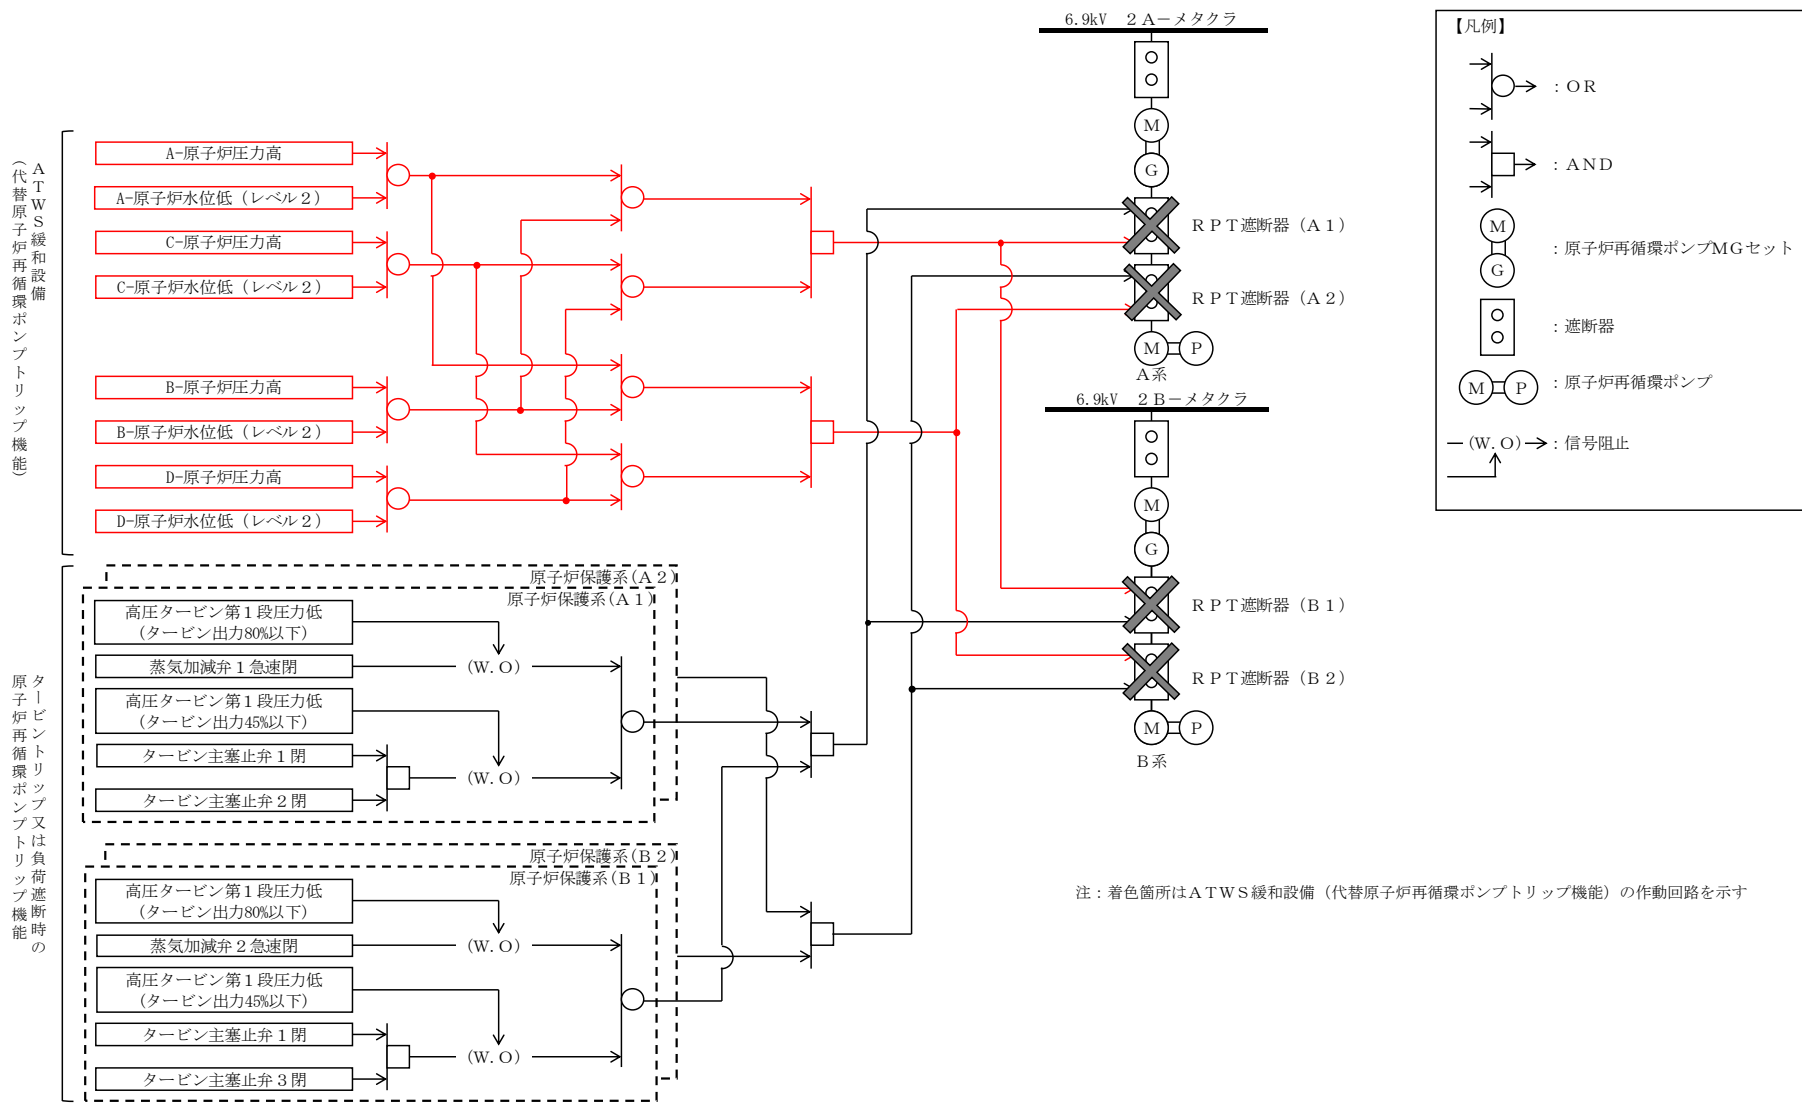 6.9kV　２Ａ－メタクラ
Ｍ
Ｇ
ＲＰＴ遮断器（Ａ１）
ＲＰＴ遮断器（Ａ２）
Ｍ Ｐ
Ａ系
6.9kV　２Ｂ－メタクラ
Ｍ
Ｇ
ＲＰＴ遮断器（Ｂ１）
ＲＰＴ遮断器（Ｂ２）
Ｍ Ｐ
Ｂ系
ＡＴＷＳ緩和設備
（代替原子炉再循環ポンプトリップ機能）
A-原子炉圧力高
A-原子炉水位低（レベル２）
C-原子炉圧力高
C-原子炉水位低（レベル２）
B-原子炉圧力高
B-原子炉水位低（レベル２）
D-原子炉圧力高
D-原子炉水位低（レベル２）
タービントリップ又は負荷遮断時の
原子炉再循環ポンプトリップ機能
原子炉保護系(Ａ２)
原子炉保護系(Ａ１)
高圧タービン第１段圧力低
(タービン出力80%以下)
蒸気加減弁１急速閉
(W.O)
高圧タービン第１段圧力低
(タービン出力45%以下)
タービン主塞止弁１閉
(W.O)
タービン主塞止弁２閉
原子炉保護系(Ｂ２)
原子炉保護系(Ｂ１)
高圧タービン第１段圧力低
(タービン出力80%以下)
蒸気加減弁２急速閉
(W.O)
高圧タービン第１段圧力低
(タービン出力45%以下)
タービン主塞止弁１閉
(W.O)
タービン主塞止弁３閉
【凡例】
：ＯＲ
：ＡＮＤ
Ｍ
Ｇ
：原子炉再循環ポンプMGセット
：遮断器
Ｍ Ｐ
：原子炉再循環ポンプ
(W.O)
：信号阻止
注：着色箇所はＡＴＷＳ緩和設備（代替原子炉再循環ポンプトリップ機能）の作動回路を示す